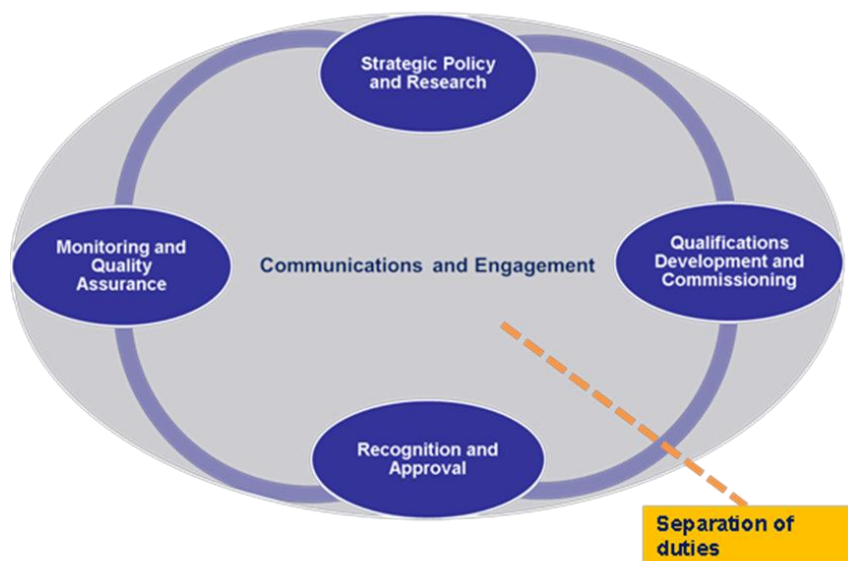 Strategic Policy
and Research
Monitoring and
Quality
Assurance
Communications and Engagement
Qualifications
Development and
Commissioning
Recognition and
Approval
Separation of
duties